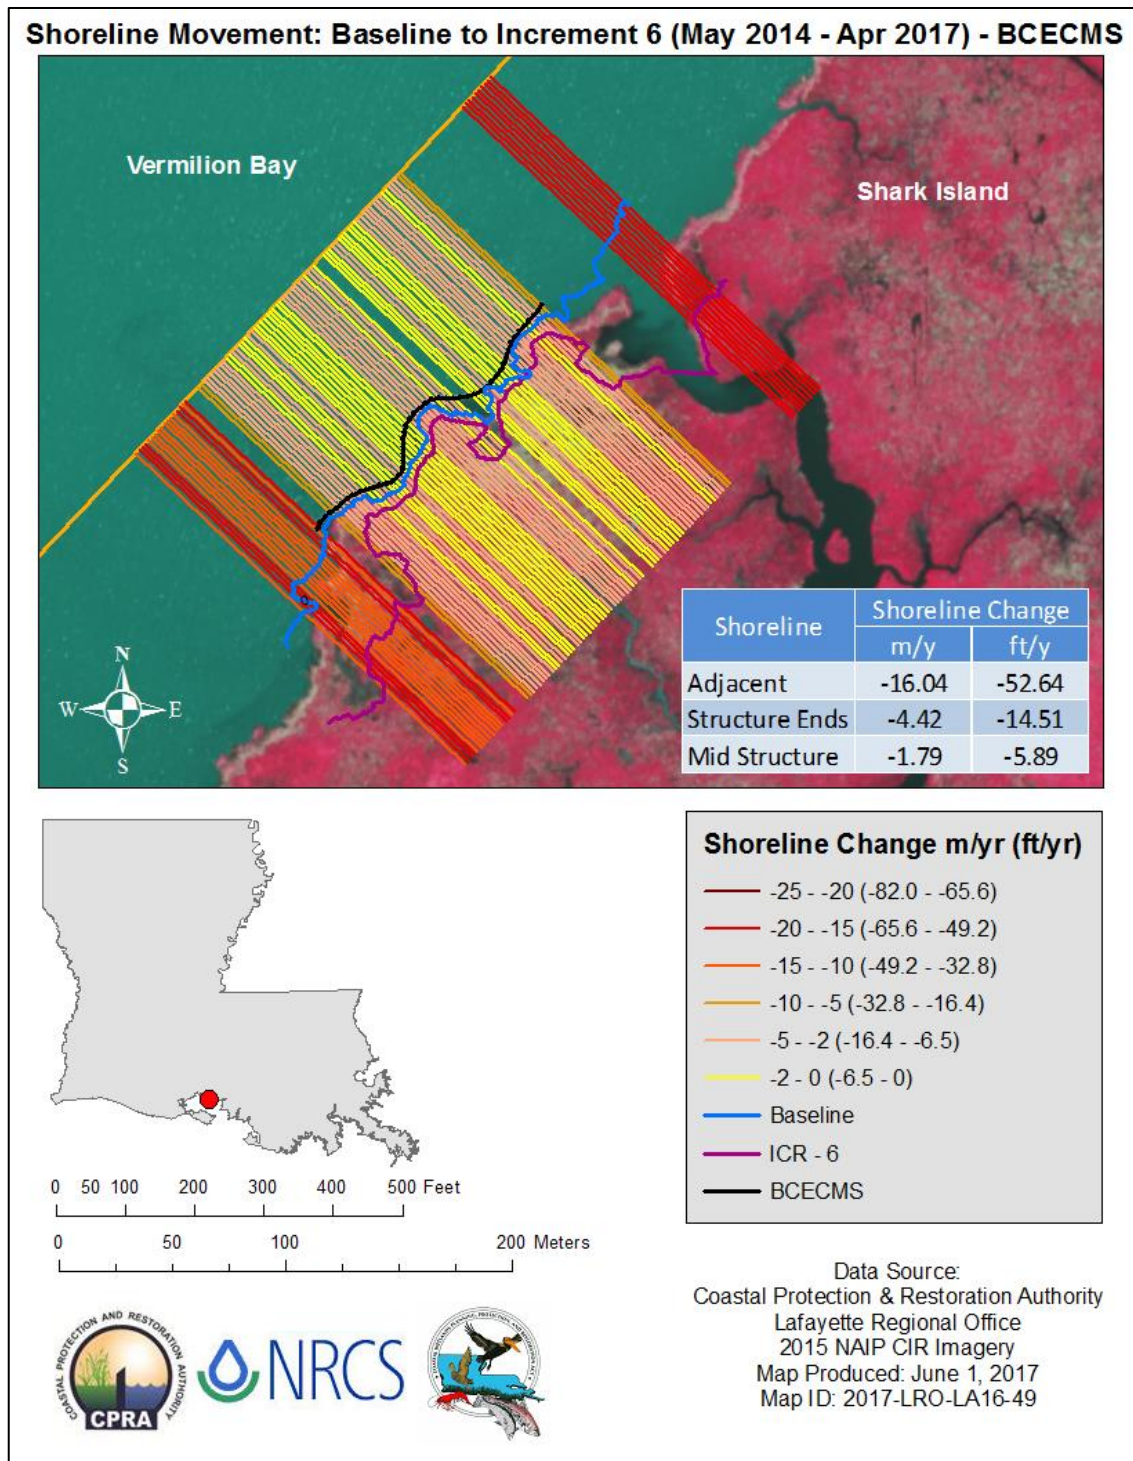 Shoreline Movement: Baseline to Increment 6 (May 2014 - Apr 2017) - BCECMS
Vermilion Bay
Shark Island
N
W E
S
Shoreline Shoreline Change
m/y ft/y
Adjacent -16.04 -52.64
Structure Ends -4.42 -14.51
Mid Structure -1.79 -5.89
Shoreline Change m/yr (ft/yr)
-25 - -20 (-82.0 - -65.6)
-20 - -15 (-65.6 - -49.2)
-15 - -10 (-49.2 - -32.8)
-10 - -5 (-32.8 - -16.4)
-5 - -2 (-16.4 - -6.5)
-2 - 0 (-6.5 - 0)
Baseline
ICR - 6
BCECMS
0 50 100 200 300 400 500 Feet
0 50 100 200 Meters
COASTAL PROTECTION AND RESTORATION AUTHORITY
CPRA
NRCS
Data Source:
Coastal Protection & Restoration Authority
Lafayette Regional Office
2015 NAIP CIR Imagery
Map Produced: June 1, 2017
Map ID: 2017-LRO-LA16-49